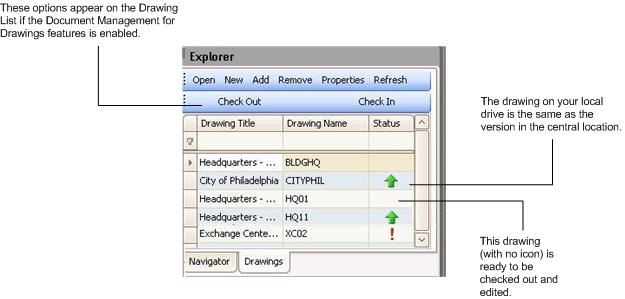 These options appear on the Drawing
List if the Document Management for
Drawings features is enabled.
Explorer
Open New Add Remove Properties Refresh
Check Out Check In
Drawing Title Drawing Name Status
Headquarters - ... BLDGHQ
City of Philadelphia CITYPHIL
Headquarters - ... HQ01
Headquarters - ... HQ11
Exchange Cente... XC02
Navigator Drawings
The drawing on your local
drive is the same as the
version in the central location.
This drawing
(with no icon) is
ready to be
checked out and
edited.